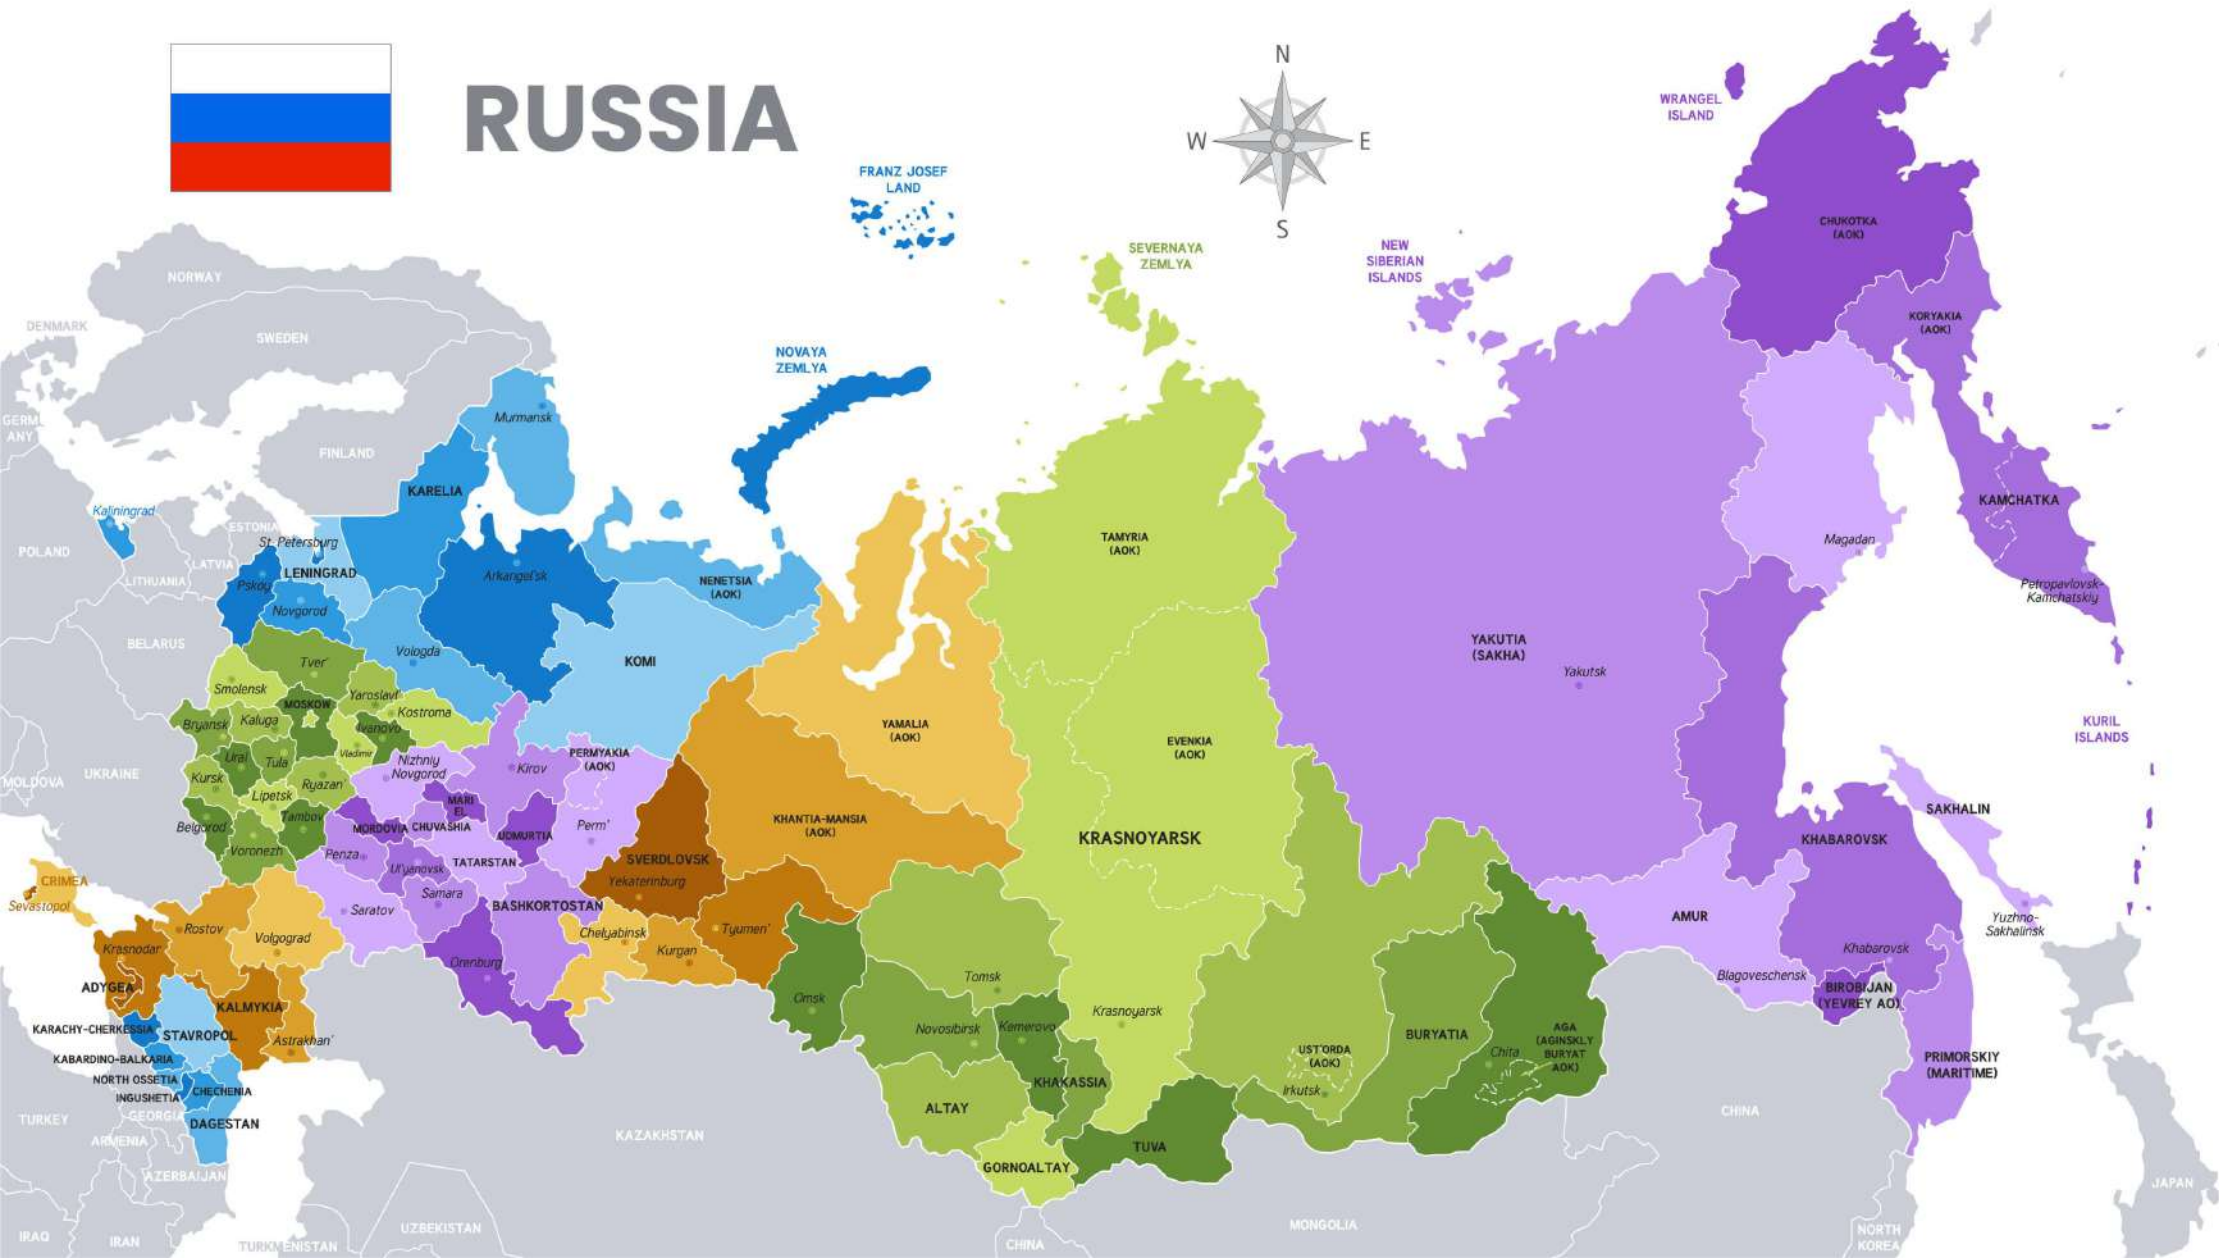 RUSSIA
N
W
E
S
FRANZ JOSEF
LAND
WRANGEL
ISLAND
SEVERNAYA
ZEMLYA
NEW
SIBERIAN
ISLANDS
CHUKOTKA
(AOK)
KORYAKIA
(AOK)
NORWAY
DENMARK
SWEDEN
NOVAYA
ZEMLYA
GERM
ANY
Murmansk
FINLAND
KARELIA
Kaliningrad
ESTONIA
St. Petersburg
POLAND
LATVIA
LITHUANIA
LENINGRAD
Pskov
Novgorod
Arkangel'sk
NENETSIA
(AOK)
TAMYRIA
(AOK)
KAMCHATKA
Magadan
Petropavlovsk-
Kamchatskiy
BELARUS
Vologda
KOMI
YAKUTIA
(SAKHA)
Yakutsk
Tver'
Smolensk
MOSKOW
Yaroslavl'
Kostroma
Bryansk
Kaluga
Ivanovo
Vladimir
YAMALIA
(AOK)
EVENKIA
(AOK)
KURIL
ISLANDS
MOLDOVA
UKRAINE
Urai
Tula
Kursk
Ryazan'
Lipetsk
Nizhniy
Novgorod
Kirov
PERMYAKIA
(AOK)
MARI
EL
Belgorod
Tambov
MORDOVIA
CHUVASHIA
UDMURTIA
Perm'
KHANTIA-MANSIA
(AOK)
KRASNOYARSK
SAKHALIN
KHABAROVSK
Voronezh
Penza
Ul'yanovsk
TATARSTAN
SVERDLOVSK
Yekaterinburg
CRIMEA
Sevastopol
Samara
Saratov
BASHKORTOSTAN
AMUR
Yuzhno-
Sakhalinsk
Krasnodar
Rostov
Volgograd
Chelyabinsk
Tyumen'
Kurgan
Orenburg
Khabarovsk
Tomsk
Blagoveschensk
BIROBIJAN
(YEVREY AO)
ADYGEA
KALMYKIA
Omsk
Krasnoyarsk
KARACHY-CHERKESSIA
STAVROPOL
Astrakhan'
Novosibirsk
Kemerovo
BURYATIA
AGA
(AGINSKLY
BURYAT
AOK)
Chita
UST'ORDA
(AOK)
Irkutsk
KABARDINO-BALKARIA
NORTH OSSETIA
INGUSHETIA
CHECHENIA
KHAKASSIA
PRIMORSKIY
(MARITIME)
TURKEY
GEORGIA
DAGESTAN
ALTAY
CHINA
ARMENIA
KAZAKHSTAN
TUVA
GORNOALTAY
AZERBAIJAN
JAPAN
IRAQ
IRAN
TURKMENISTAN
UZBEKISTAN
CHINA
MONGOLIA
NORTH
KOREA